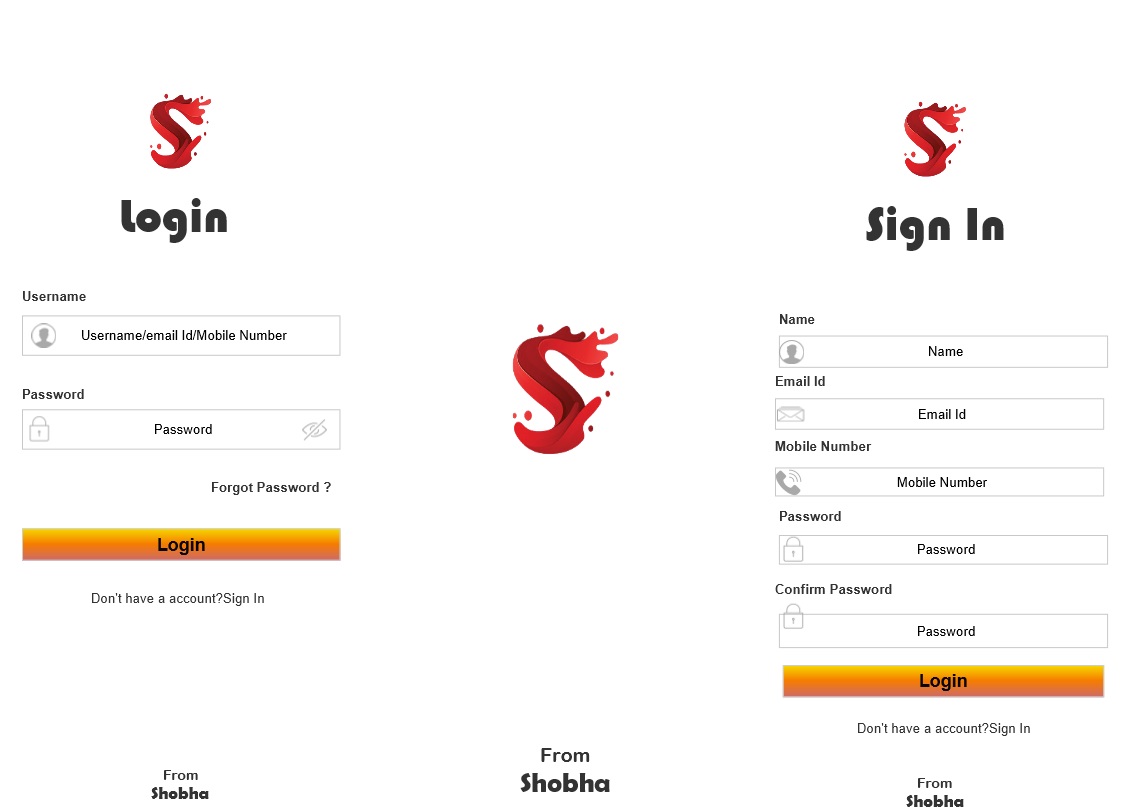 Login
Username
Username/email Id/Mobile Number
Password
Password
Forgot Password ?
Login
Don't have a account?Sign In
From
Shobha
From
Shobha
Sign In
Name
Name
Email Id
Email Id
Mobile Number
Mobile Number
Password
Password
Confirm Password
Password
Login
Don't have a account?Sign In
From
Shobha